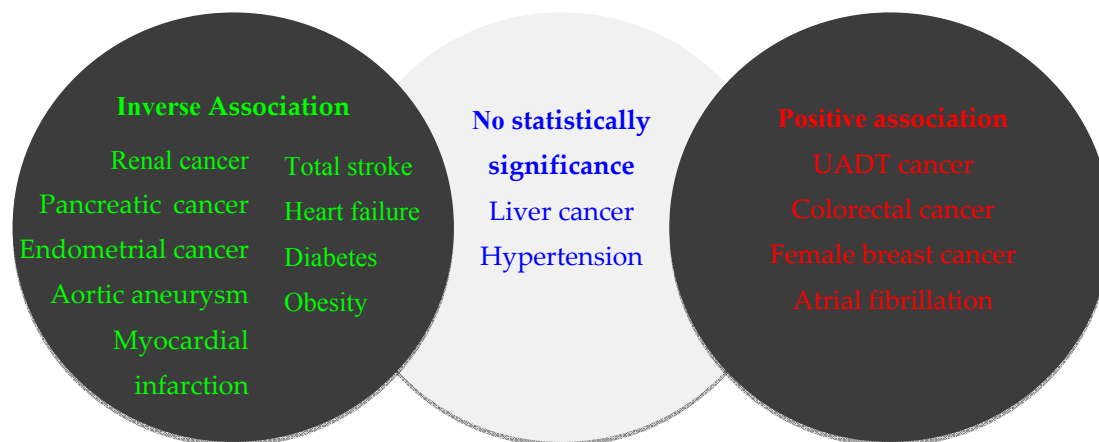 Inverse Association
Renal cancer
Pancreatic cancer
Endometrial cancer
Aortic aneurysm
Myocardial
infarction
Total stroke
Heart failure
Diabetes
Obesity
No statistically
significance
Liver cancer
Hypertension
Positive association
UADT cancer
Colorectal cancer
Female breast cancer
Atrial fibrillation